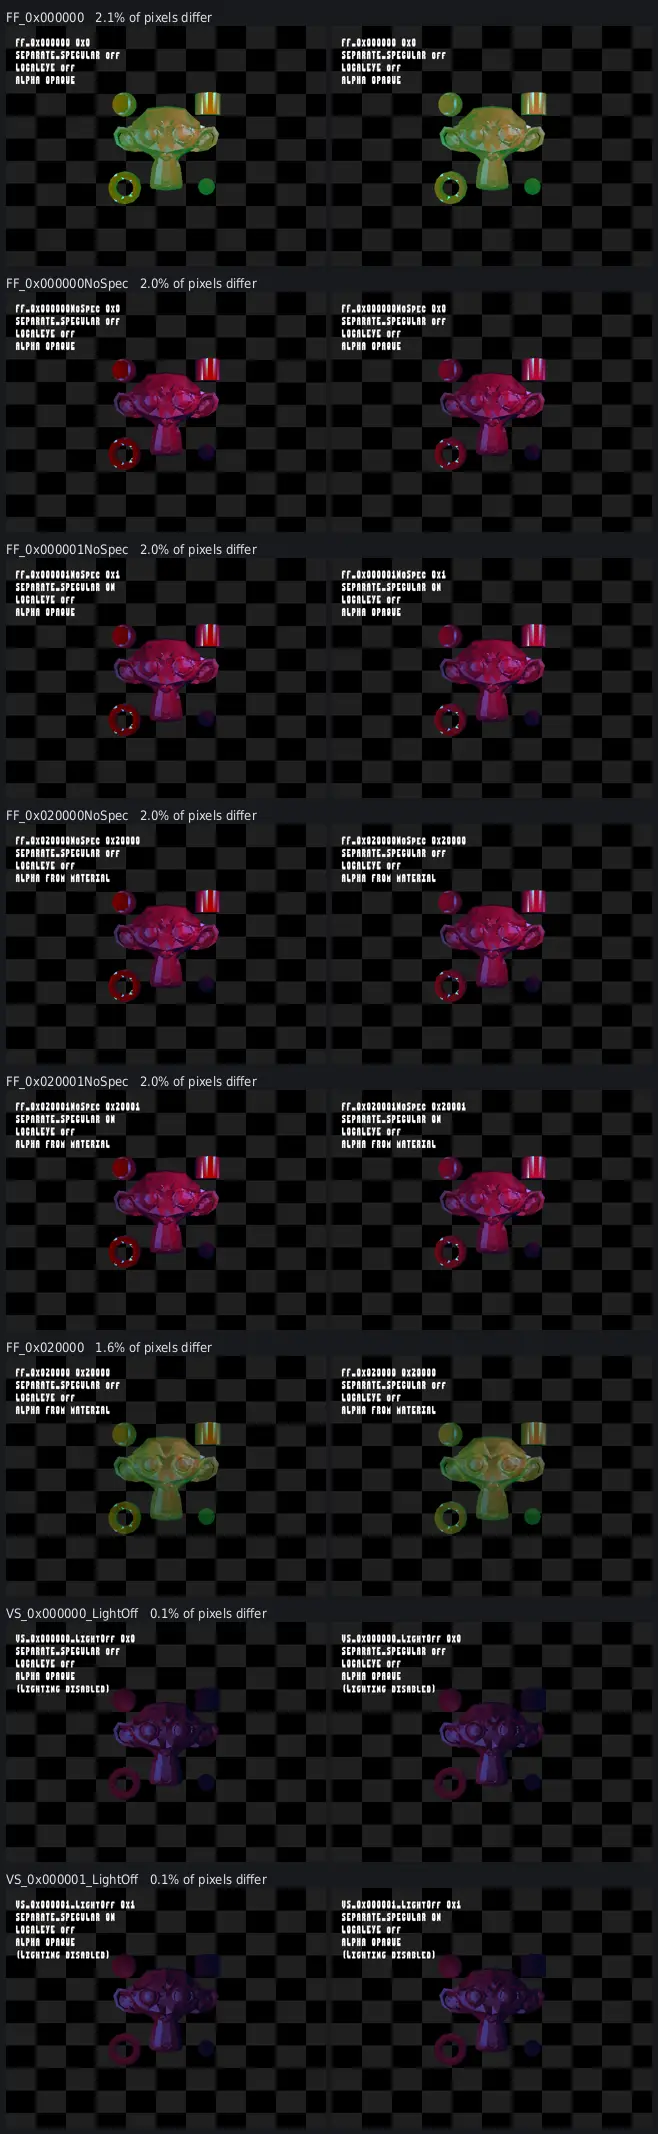 FF_0x000000 2.1% of pixels differ
FF_0x000000 0x0 FF_0x000000 0x0
SEPARATE_SPECULAR OFF SEPARATE_SPECULAR OFF
LOCALEYE OFF LOCALEYE OFF
ALPHA OPAQUE ALPHA OPAQUE
FF_0x000000NoSpec 2.0% of pixels differ
FF_0x000000NoSpec 0x0 FF_0x000000NoSpec 0x0
SEPARATE_SPECULAR OFF SEPARATE_SPECULAR OFF
LOCALEYE OFF LOCALEYE OFF
ALPHA OPAQUE ALPHA OPAQUE
FF_0x000001NoSpec 2.0% of pixels differ
FF_0x000001NoSpec 0x1 FF_0x000001NoSpec 0x1
SEPARATE_SPECULAR ON SEPARATE_SPECULAR ON
LOCALEYE OFF LOCALEYE OFF
ALPHA OPAQUE ALPHA OPAQUE
FF_0x020000NoSpec 2.0% of pixels differ
FF_0x020000NoSpec 0x20000 FF_0x020000NoSpec 0x20000
SEPARATE_SPECULAR OFF SEPARATE_SPECULAR OFF
LOCALEYE OFF LOCALEYE OFF
ALPHA FROM MATERIAL ALPHA FROM MATERIAL
FF_0x020001NoSpec 2.0% of pixels differ
FF_0x020001NoSpec 0x20001 FF_0x020001NoSpec 0x20001
SEPARATE_SPECULAR ON SEPARATE_SPECULAR ON
LOCALEYE OFF LOCALEYE OFF
ALPHA FROM MATERIAL ALPHA FROM MATERIAL
FF_0x020000 1.6% of pixels differ
FF_0x020000 0x20000 FF_0x020000 0x20000
SEPARATE_SPECULAR OFF SEPARATE_SPECULAR OFF
LOCALEYE OFF LOCALEYE OFF
ALPHA FROM MATERIAL ALPHA FROM MATERIAL
VS_0x000000_LightOff 0.1% of pixels differ
VS_0x000000_LightOff 0x0 VS_0x000000_LightOff 0x0
SEPARATE_SPECULAR OFF SEPARATE_SPECULAR OFF
LOCALEYE OFF LOCALEYE OFF
ALPHA OPAQUE ALPHA OPAQUE
(LIGHTING DISABLED) (LIGHTING DISABLED)
VS_0x000001_LightOff 0.1% of pixels differ
VS_0x000001_LightOff 0x1 VS_0x000001_LightOff 0x1
SEPARATE_SPECULAR ON SEPARATE_SPECULAR ON
LOCALEYE OFF LOCALEYE OFF
ALPHA OPAQUE ALPHA OPAQUE
(LIGHTING DISABLED) (LIGHTING DISABLED)